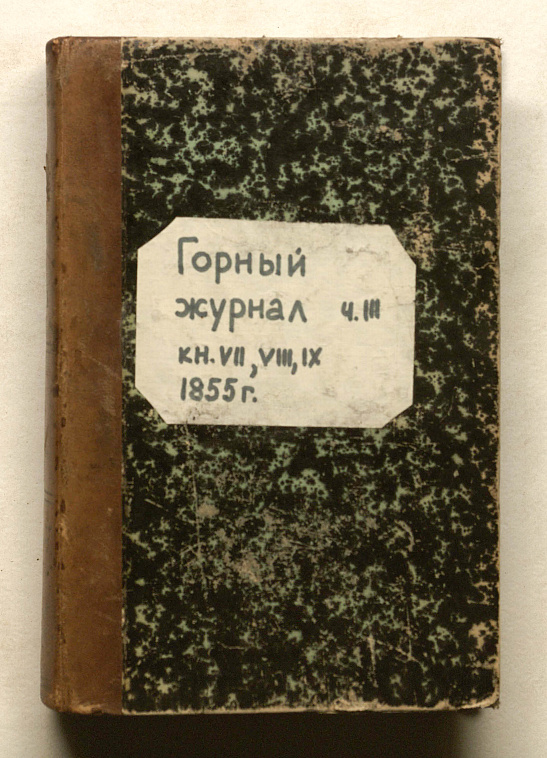 Горный
журнал ч. III
кн. VII, VIII, IX
1855 г.